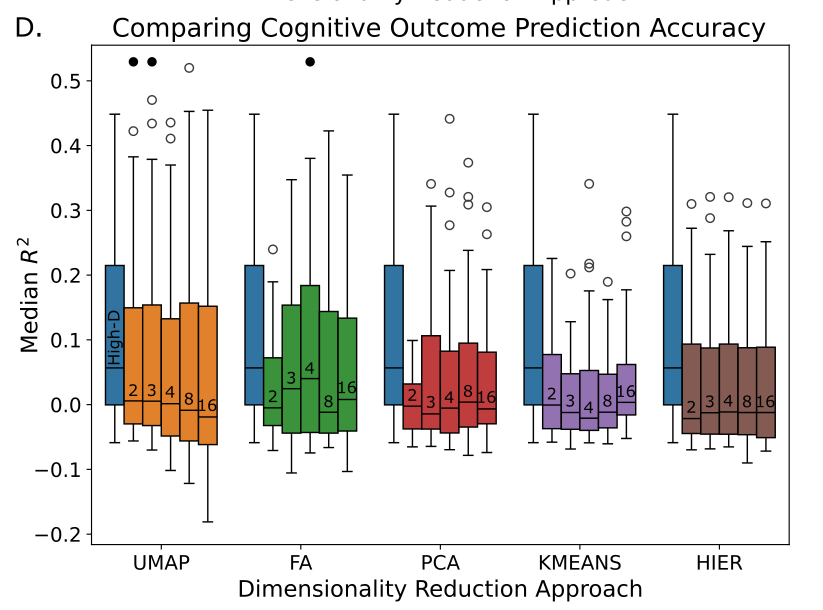 D.
Comparing Cognitive Outcome Prediction Accuracy
Median R²
0.5
0.4
0.3
0.2
0.1
0.0
−0.1
−0.2
High-D
2 3 4 8 16
2 3 4 8 16
2 3 4 8 16
2 3 4 8 16
2 3 4 8 16
UMAP FA PCA KMEANS HIER
Dimensionality Reduction Approach